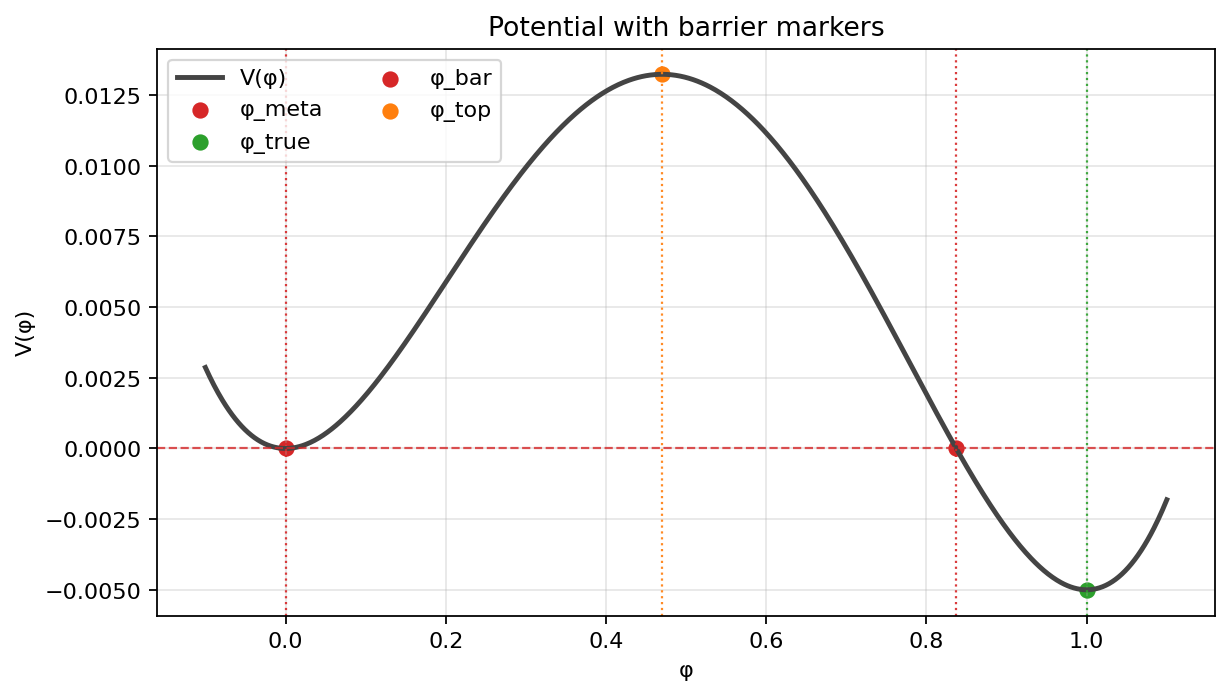 Potential with barrier markers
V(φ)
φ_meta
φ_true
φ_bar
φ_top
0.0125
0.0100
0.0075
0.0050
0.0025
0.0000
−0.0025
−0.0050
V(φ)
0.0
0.2
0.4
0.6
0.8
1.0
φ